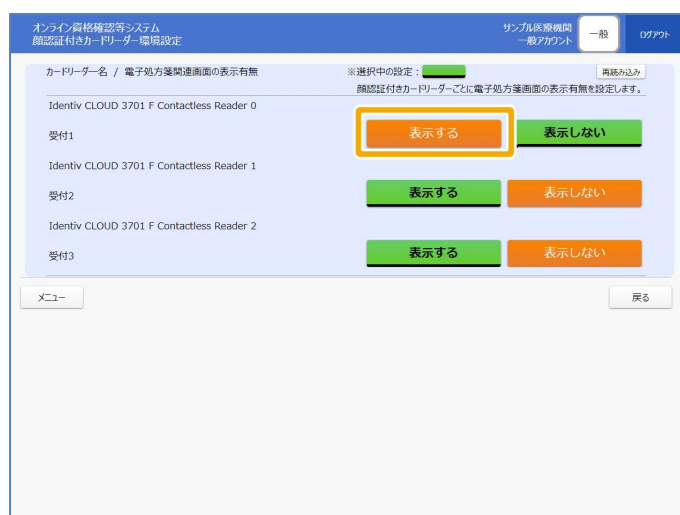 オンライン資格確認等システム
顔認証付きカードリーダー環境設定
サンプル医療機関
一般アカウント
一般
ログアウト
カードリーダー名 / 電子処方箋関連画面の表示有無
※選択中の設定:
再読み込み
顔認証付きカードリーダーごとに電子処方箋画面の表示有無を設定します。
Identiv CLOUD 3701 F Contactless Reader 0
受付1
表示する
表示しない
Identiv CLOUD 3701 F Contactless Reader 1
受付2
表示する
表示しない
Identiv CLOUD 3701 F Contactless Reader 2
受付3
表示する
表示しない
メニュー
戻る